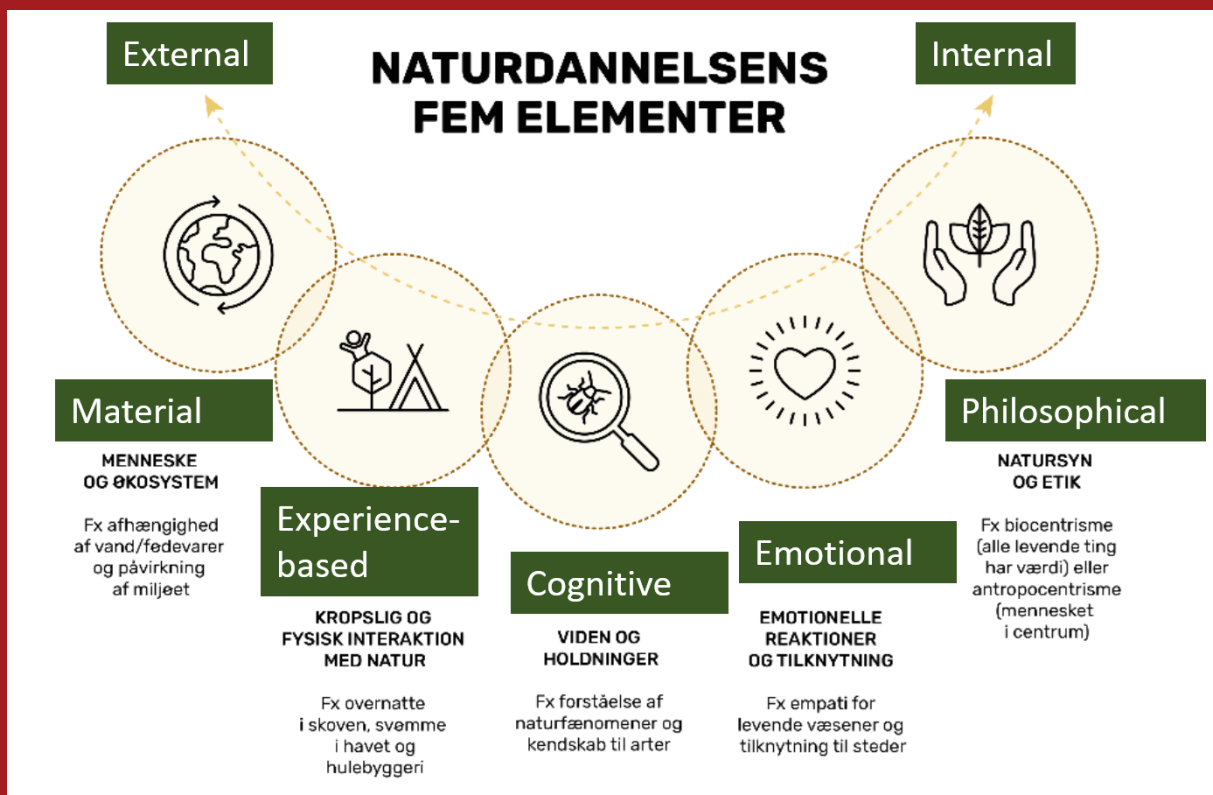 External
NATURDANNELSENS
FEM ELEMENTER
Internal
Material
MENNESKE
OG ØKOSYSTEM
Fx afhængighed
af vand/fødevarer
og påvirkning
af miljøet
Experience-
based
KROPSLIG OG
FYSISK INTERAKTION
MED NATUR
Fx overnatte
i skoven, svømme
i havet og
hulebyggeri
Cognitive
VIDEN OG
HOLDNINGER
Fx forståelse af
naturfænomener og
kendskab til arter
Emotional
EMOTIONELLE
REAKTIONER
OG TILKNYTNING
Fx empati for
levende væsener og
tilknytning til steder
Philosophical
NATURSYN
OG ETIK
Fx biocentrisme
(alle levende ting
har værdi) eller
antropocentrisme
(mennesket
i centrum)